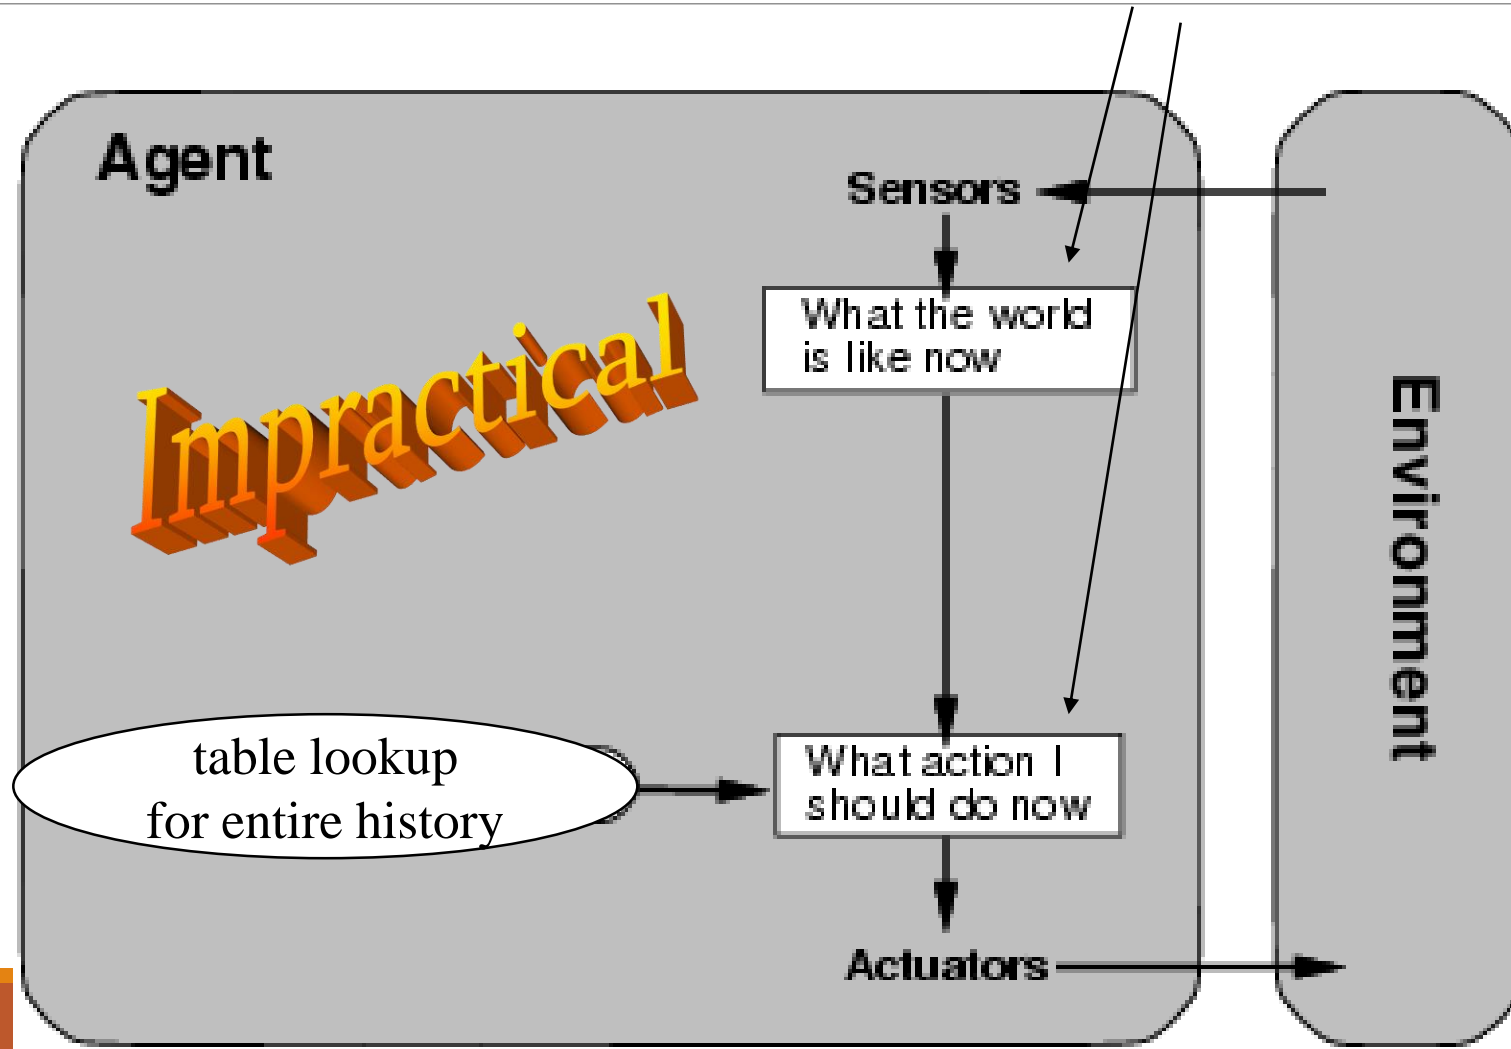 Agent
Sensors
What the world
is like now
Impractical
Environment
table lookup
for entire history
What action I
should do now
Actuators